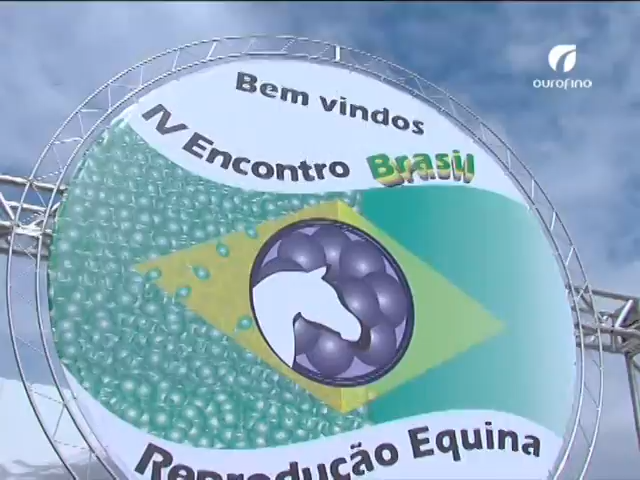 ourofino
Bem vindos
IV Encontro Brasil
Reprodução Equina